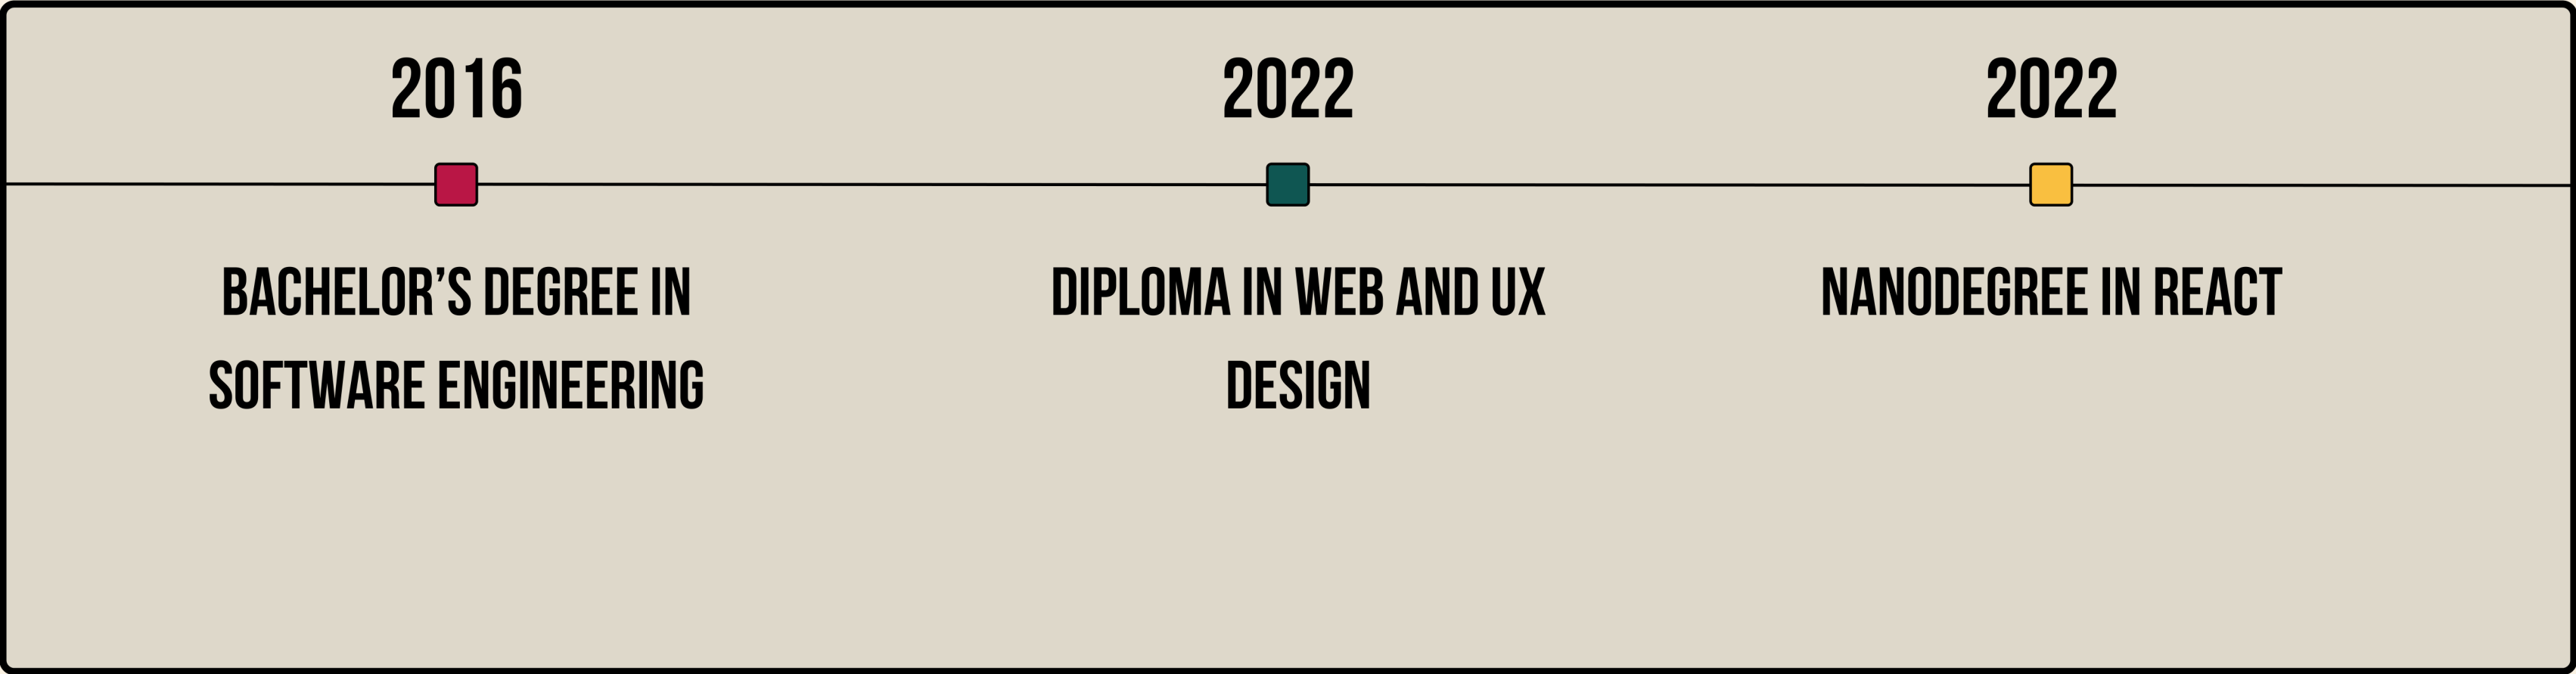 2016
BACHELOR’S DEGREE IN
SOFTWARE ENGINEERING
2022
DIPLOMA IN WEB AND UX
DESIGN
2022
NANODEGREE IN REACT